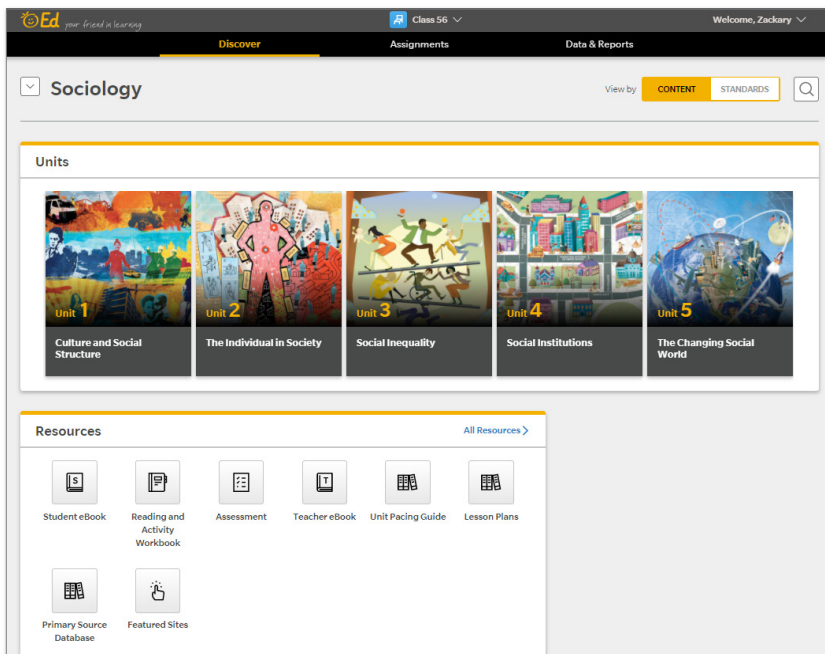 Ed your friend in learning
Class 56
Welcome, Zackary
Discover
Assignments
Data & Reports
Sociology
View by
CONTENT
STANDARDS
Units
Unit 1
Culture and Social
Structure
Unit 2
The Individual in Society
Unit 3
Social Inequality
Unit 4
Social Institutions
Unit 5
The Changing Social
World
Resources
All Resources >
S
Student eBook
Reading and
Activity
Workbook
Assessment
T
Teacher eBook
Unit Pacing Guide
Lesson Plans
Primary Source
Database
Featured Sites